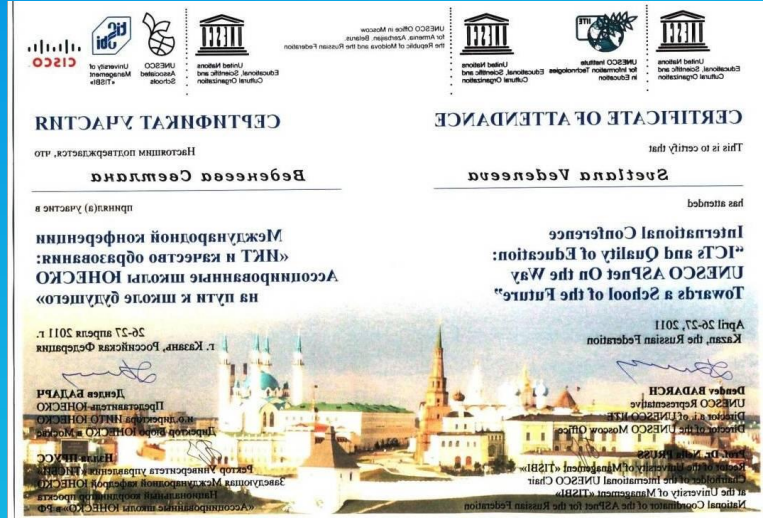 United Nations
Educational, Scientific and
Cultural Organization
IITE
UNESCO Institute
for Information Technologies
in Education
United Nations
Educational, Scientific and
Cultural Organization
UNESCO Office in Moscow
for Armenia, Azerbaijan, Belarus,
the Republic of Moldova and the Russian Federation
United Nations
Educational, Scientific and
Cultural Organization
UNESCO
Associated
Schools
University of
Management
«TISBI»
CISCO
CERTIFICATE OF ATTENDANCE
This is to certify that
Svetlana Vedeneeva
has attended
International Conference
“ICTs and Quality of Education:
UNESCO ASPnet On the Way
Towards a School of the Future”
April 26-27, 2011
Kazan, the Russian Federation
Dendev BADARCH
UNESCO Representative
Director a.i. of UNESCO IITE
Director of the UNESCO Moscow Office
Prof. Dr. Nella PRUSS
Rector of the University of Management «TISBI»
Chairholder of the International UNESCO Chair
at the University of Management «TISBI»
National Coordinator of the ASPnet for the Russian Federation
СЕРТИФИКАТ УЧАСТИЯ
Настоящим подтверждается, что
Веденеева Светлана
принял(а) участие в
Международной конференции
«ИКТ и качество образования:
Ассоциированные школы ЮНЕСКО
на пути к школе будущего»
26-27 апреля 2011 г.
г. Казань, Российская Федерация
Дендев БАДАРЧ
Представитель ЮНЕСКО
и.о.директора ИИТО ЮНЕСКО
Директор Бюро ЮНЕСКО в Москве
Нэлла ПРУСС
Ректор Университета управления «ТИСБИ»
Заведующая Международной кафедрой ЮНЕСКО
Национальный координатор проекта
«Ассоциированные школы ЮНЕСКО» в РФ